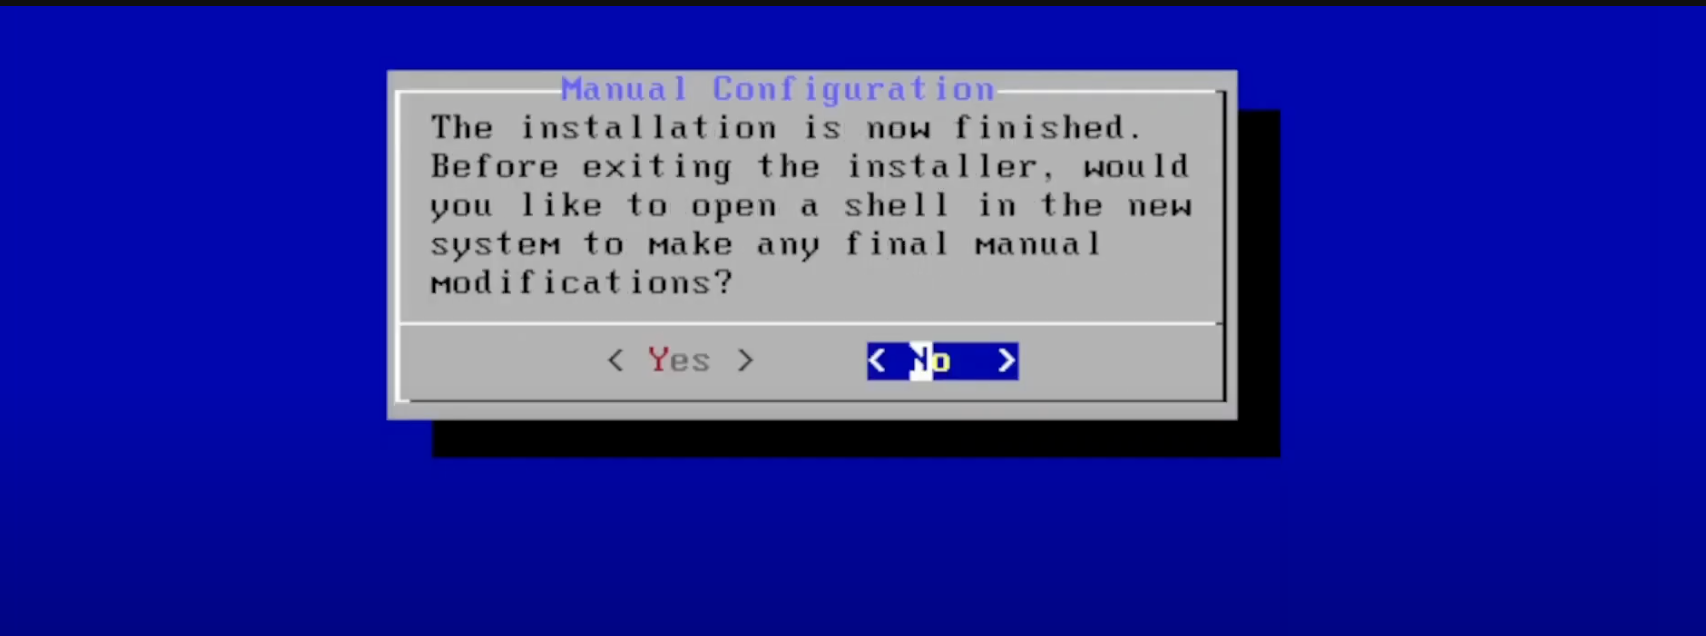 Manual Configuration
The installation is now finished.
Before exiting the installer, would
you like to open a shell in the new
system to make any final manual
modifications?
< Yes > < No >